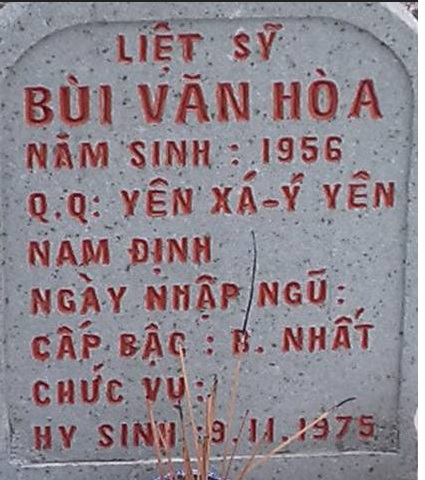 LIỆT SỸ
BÙI VĂN HÒA
NĂM SINH : 1956
Q.Q: YÊN XÁ-Ý YÊN
NAM ĐỊNH
NGÀY NHẬP NGŨ:
CẤP BẬC : B. NHẤT
CHỨC VỤ:
HY SINH :9.11.1975